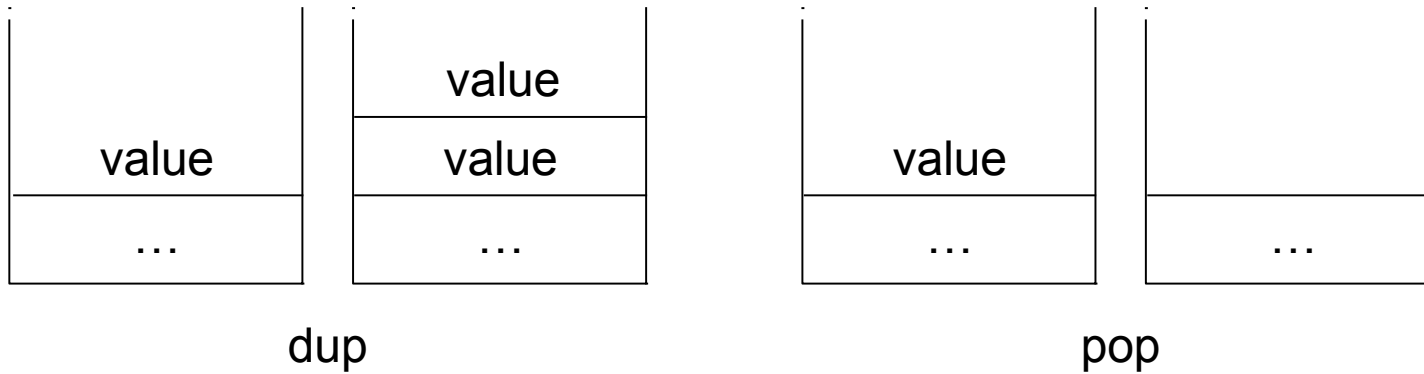 value
value value value
… … … …
dup pop